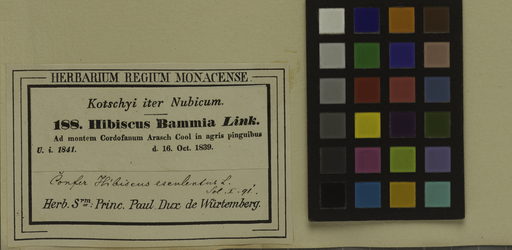 HERBARIUM REGIUM MONACENSE.
Kotschyi iter Nubicum.
188. Hibiscus Bammia Link.
Ad montem Cordofanum Arasch Cool in agris pinguibus
U. i. 1841. d. 16. Oct. 1839.
Confer Hibiscus esculentus L.
Herb. Sm: Princ. Paul Dux de Würtemberg.